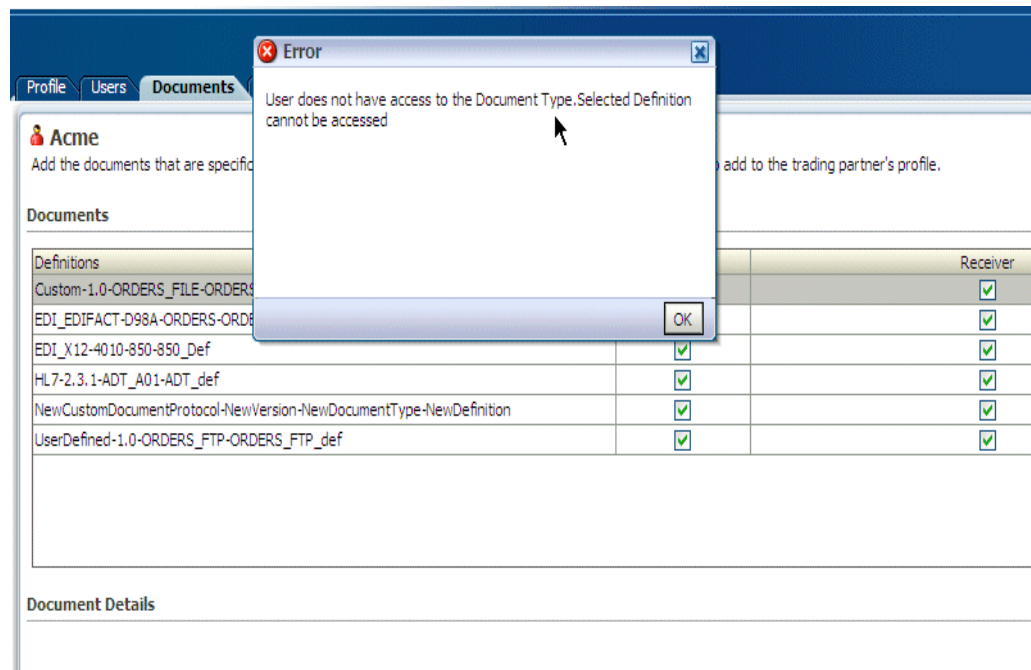 Error
Profile Users Documents
User does not have access to the Document Type.Selected Definition
cannot be accessed
Acme
Add the documents that are specific
add to the trading partner's profile.
Documents
Definitions Receiver
Custom-1.0-ORDERS_FILE-ORDERS
OK
EDI_EDIFACT-D98A-ORDERS-ORDE
EDI_X12-4010-850-850_Def
HL7-2.3.1-ADT_A01-ADT_def
NewCustomDocumentProtocol-NewVersion-NewDocumentType-NewDefinition
UserDefined-1.0-ORDERS_FTP-ORDERS_FTP_def
Document Details